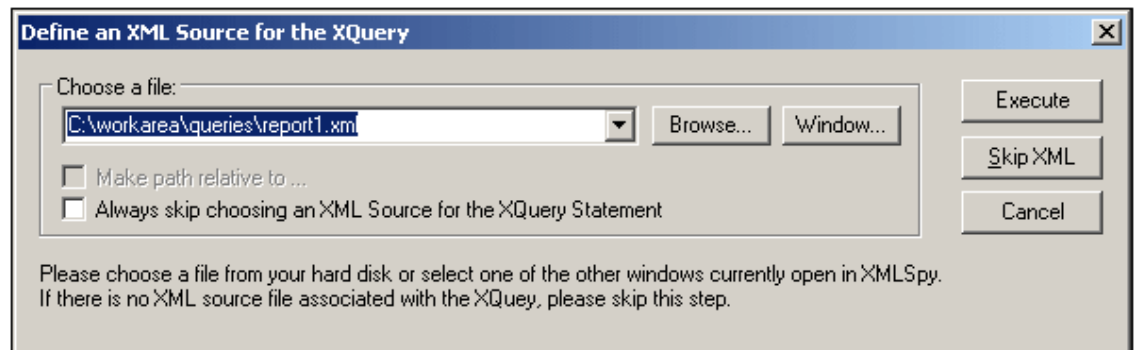 Define an XML Source for the XQuery
Choose a file:
C:\workarea\queries\report1.xml
Browse...
Window...
Execute
Make path relative to ...
Skip XML
Always skip choosing an XML Source for the XQuery Statement
Cancel
Please choose a file from your hard disk or select one of the other windows currently open in XMLSpy.
If there is no XML source file associated with the XQuey, please skip this step.